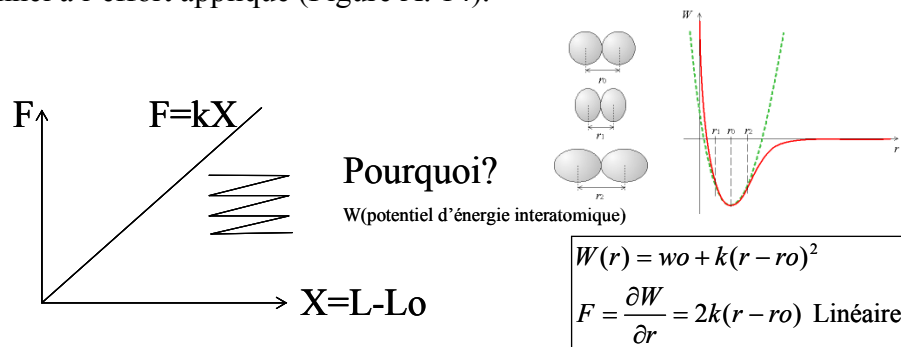 F
F=kX
X=L-Lo
Pourquoi?
W(potentiel d'énergie interatomique)
r₀
r₁
r₂
W
r₁ r₀ r₂
r
W(r) = wo + k(r − ro)²
F = ∂W/∂r = 2k(r − ro) Linéaire